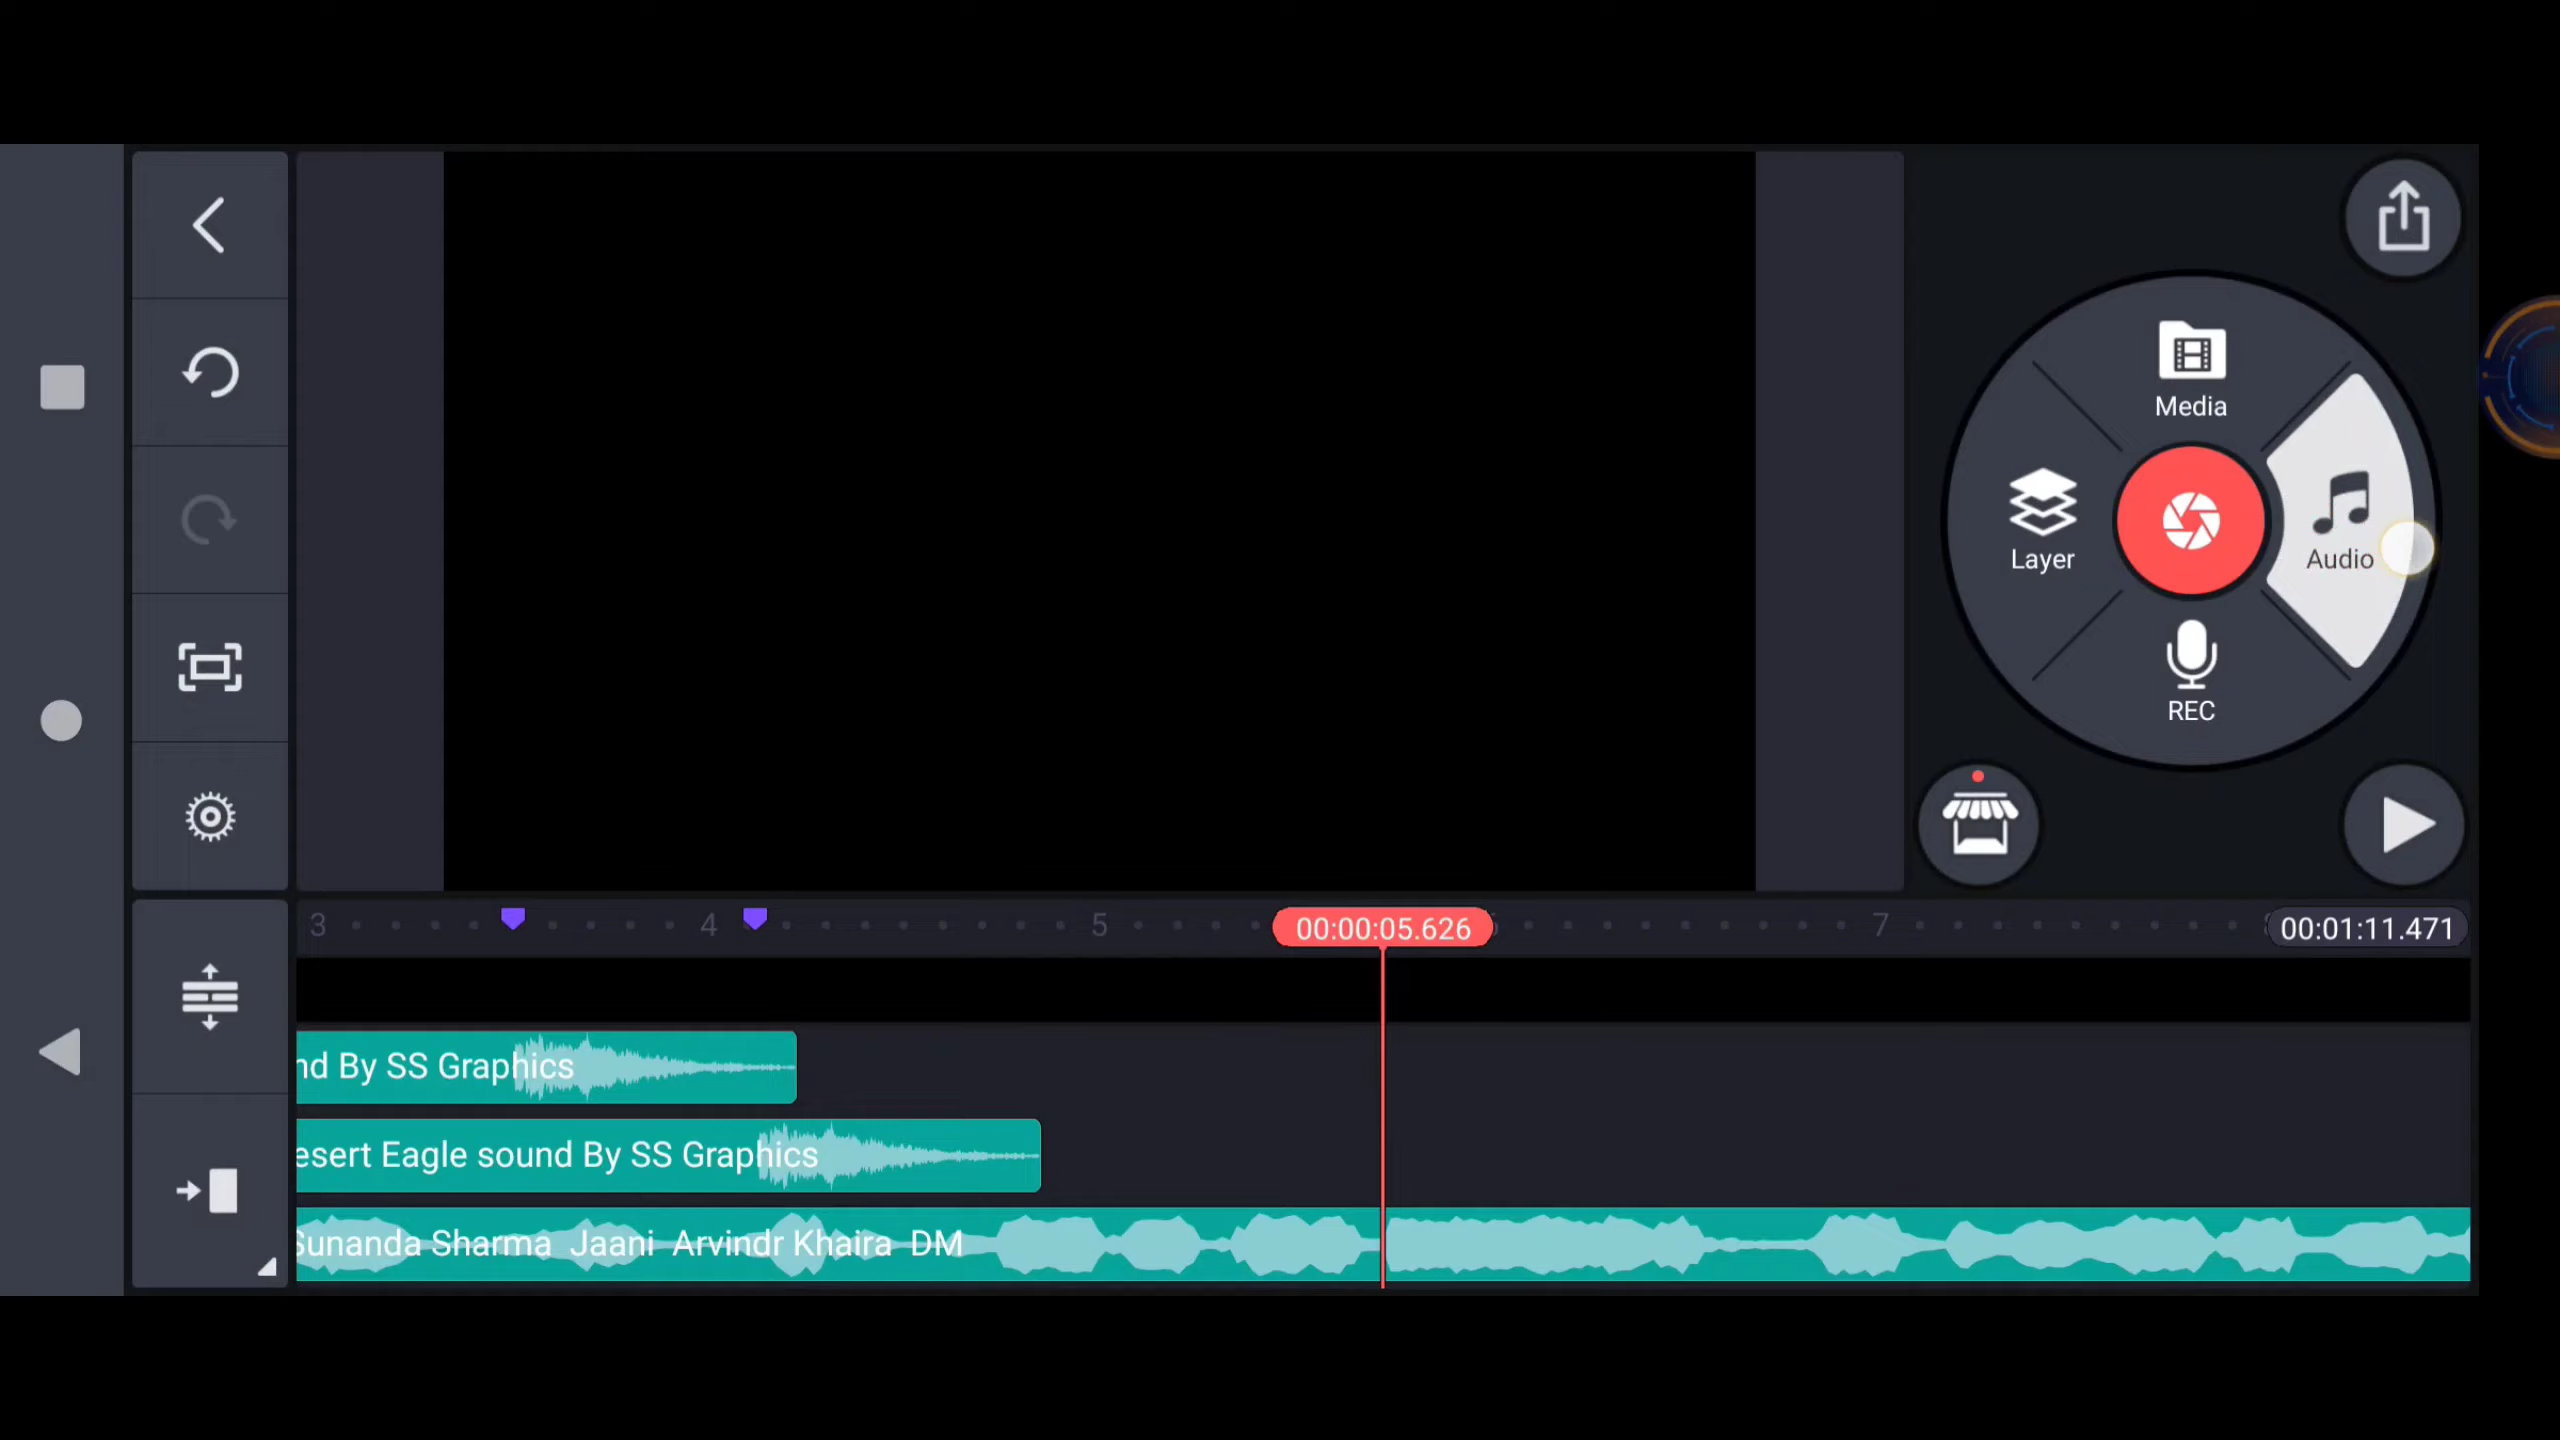 Media
Layer
Audio
REC
3
4
5
00:00:05.626
7
00:01:11.471
nd By SS Graphics
esert Eagle sound By SS Graphics
Sunanda Sharma Jaani Arvindr Khaira DM